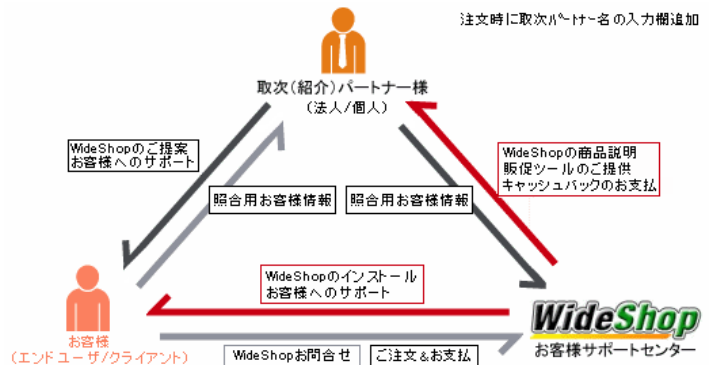 注文時に取次パートナー名の入力欄追加
取次(紹介)パートナー様
(法人/個人)
WideShopのご提案
お客様へのサポート
WideShopの商品説明
販促ツールのご提供
キャッシュバックのお支払
照合用お客様情報
照合用お客様情報
WideShopのインストール
お客様へのサポート
WideShop
お客様サポートセンター
お客様
(エンドユーザ/クライアント)
WideShopお問合せ
ご注文&お支払